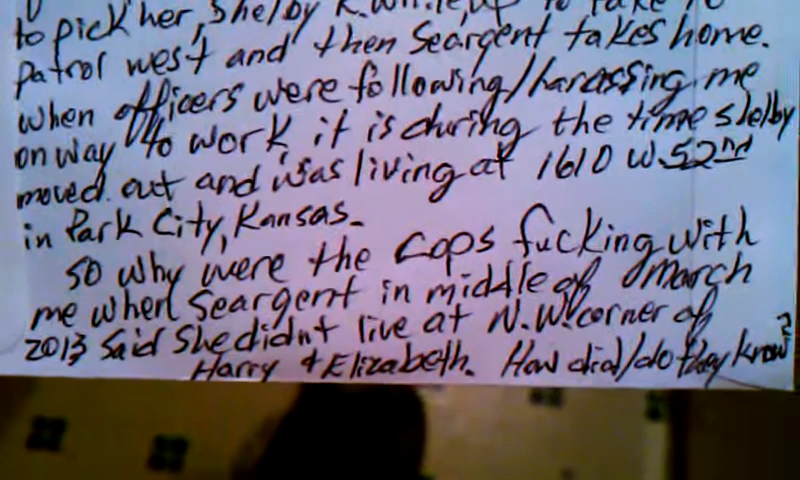 to pick her, Shelby K. White, up to take to
patrol west and then Seargent takes home.
when officers were following/harassing me
on way to work it is during the time shelby
moved out and was living at 1610 W. 52nd
in Park City, Kansas.
So why were the cops fucking with
me when Seargent in middle of March
2013 said she didnt live at N.W. corner of
Harry & Elizabeth. How did/do they know?